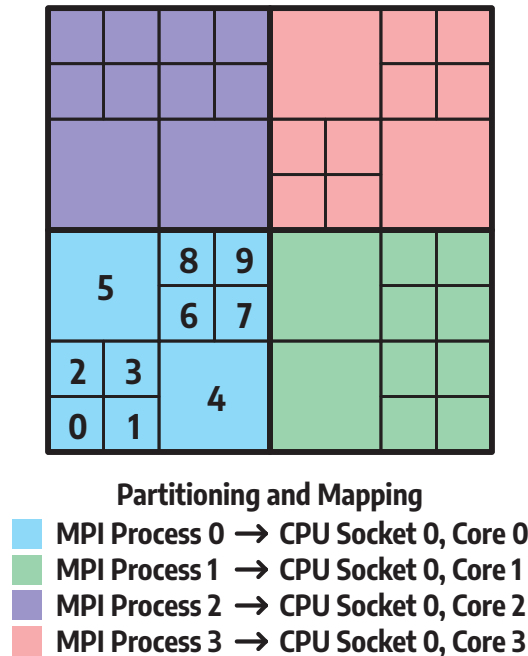 8 9
5
6 7
2 3
4
0 1
Partitioning and Mapping
MPI Process 0 → CPU Socket 0, Core 0
MPI Process 1 → CPU Socket 0, Core 1
MPI Process 2 → CPU Socket 0, Core 2
MPI Process 3 → CPU Socket 0, Core 3